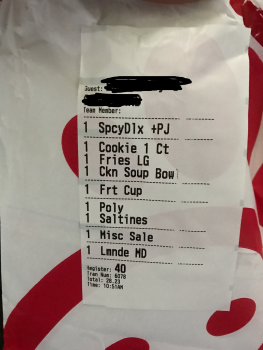 Guest:
Team Member:
1 SpcyDlx +PJ
1 Cookie 1 Ct
1 Fries LG
1 Ckn Soup Bowl
1 Frt Cup
1 Poly
1 Saltines
1 Misc Sale
1 Lmnde MD
Register: 40
Tran Num: 6078
Total: 28.23
Time: 10:51AM